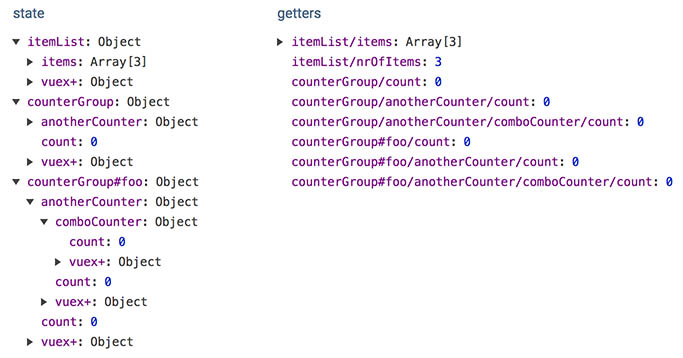 state
itemList: Object
items: Array[3]
vuex+: Object
counterGroup: Object
anotherCounter: Object
count: 0
vuex+: Object
counterGroup#foo: Object
anotherCounter: Object
comboCounter: Object
count: 0
vuex+: Object
count: 0
vuex+: Object
count: 0
vuex+: Object
getters
itemList/items: Array[3]
itemList/nrOfItems: 3
counterGroup/count: 0
counterGroup/anotherCounter/count: 0
counterGroup/anotherCounter/comboCounter/count: 0
counterGroup#foo/count: 0
counterGroup#foo/anotherCounter/count: 0
counterGroup#foo/anotherCounter/comboCounter/count: 0